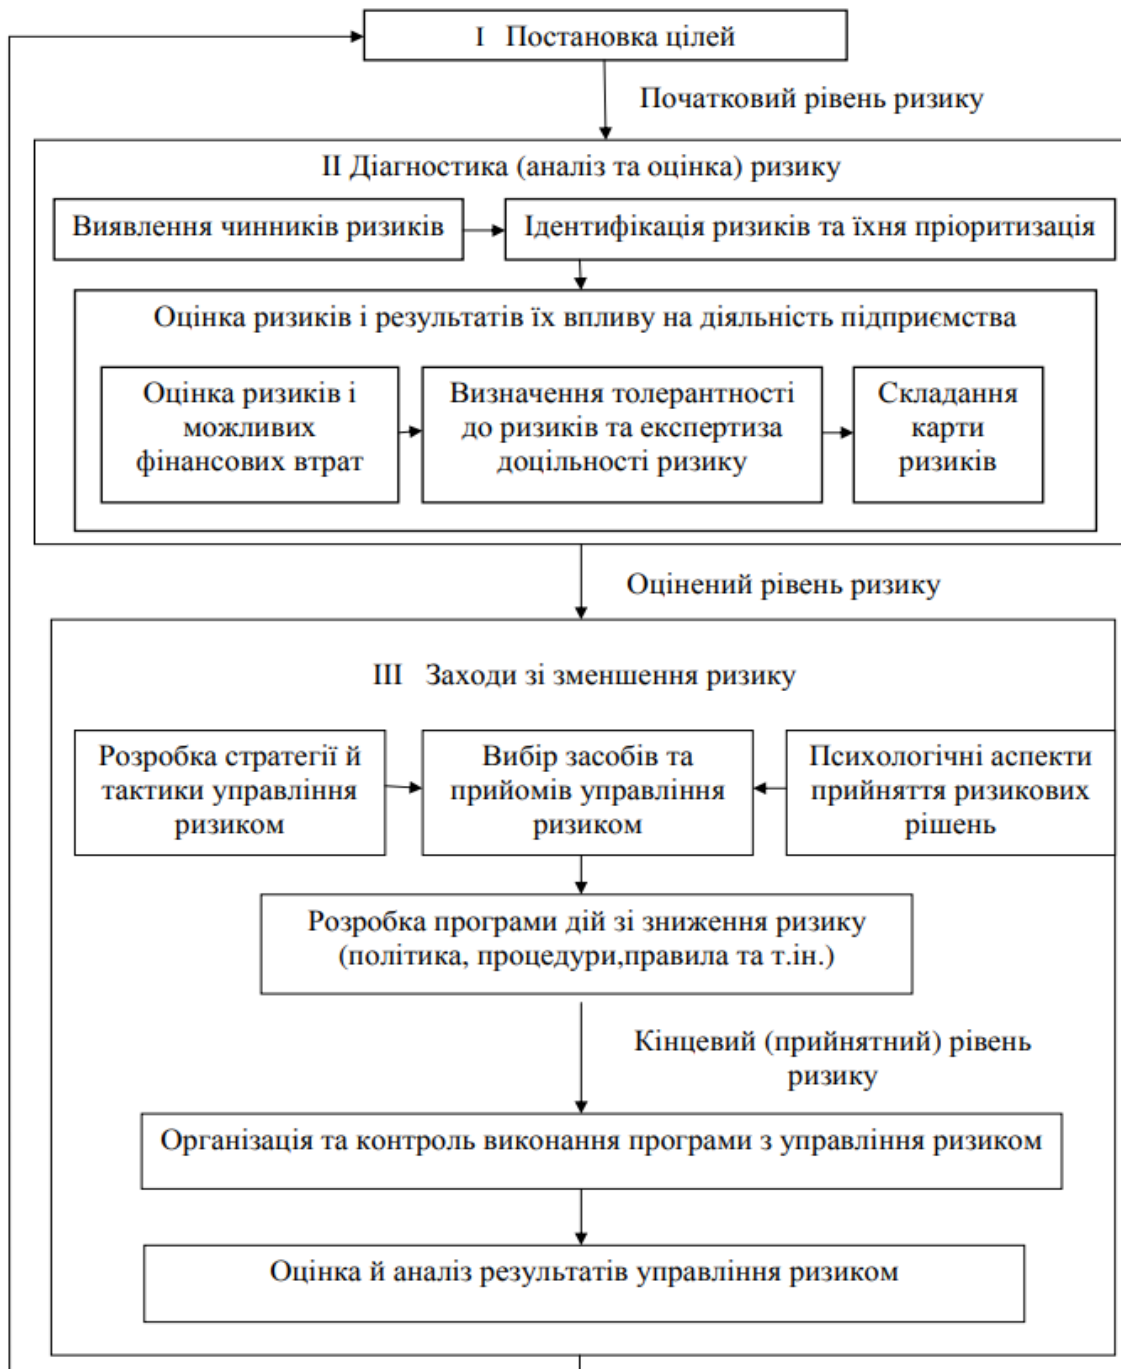 I Постановка цілей
Початковий рівень ризику
II Діагностика (аналіз та оцінка) ризику
Виявлення чинників ризиків
Ідентифікація ризиків та їхня пріоритизація
Оцінка ризиків і результатів їх впливу на діяльність підприємства
Оцінка ризиків і
можливих
фінансових втрат
Визначення толерантності
до ризиків та експертиза
доцільності ризику
Складання
карти
ризиків
Оцінений рівень ризику
III Заходи зі зменшення ризику
Розробка стратегії й
тактики управління
ризиком
Вибір засобів та
прийомів управління
ризиком
Психологічні аспекти
прийняття ризикових
рішень
Розробка програми дій зі зниження ризику
(політика, процедури,правила та т.ін.)
Кінцевий (прийнятний) рівень
ризику
Організація та контроль виконання програми з управління ризиком
Оцінка й аналіз результатів управління ризиком